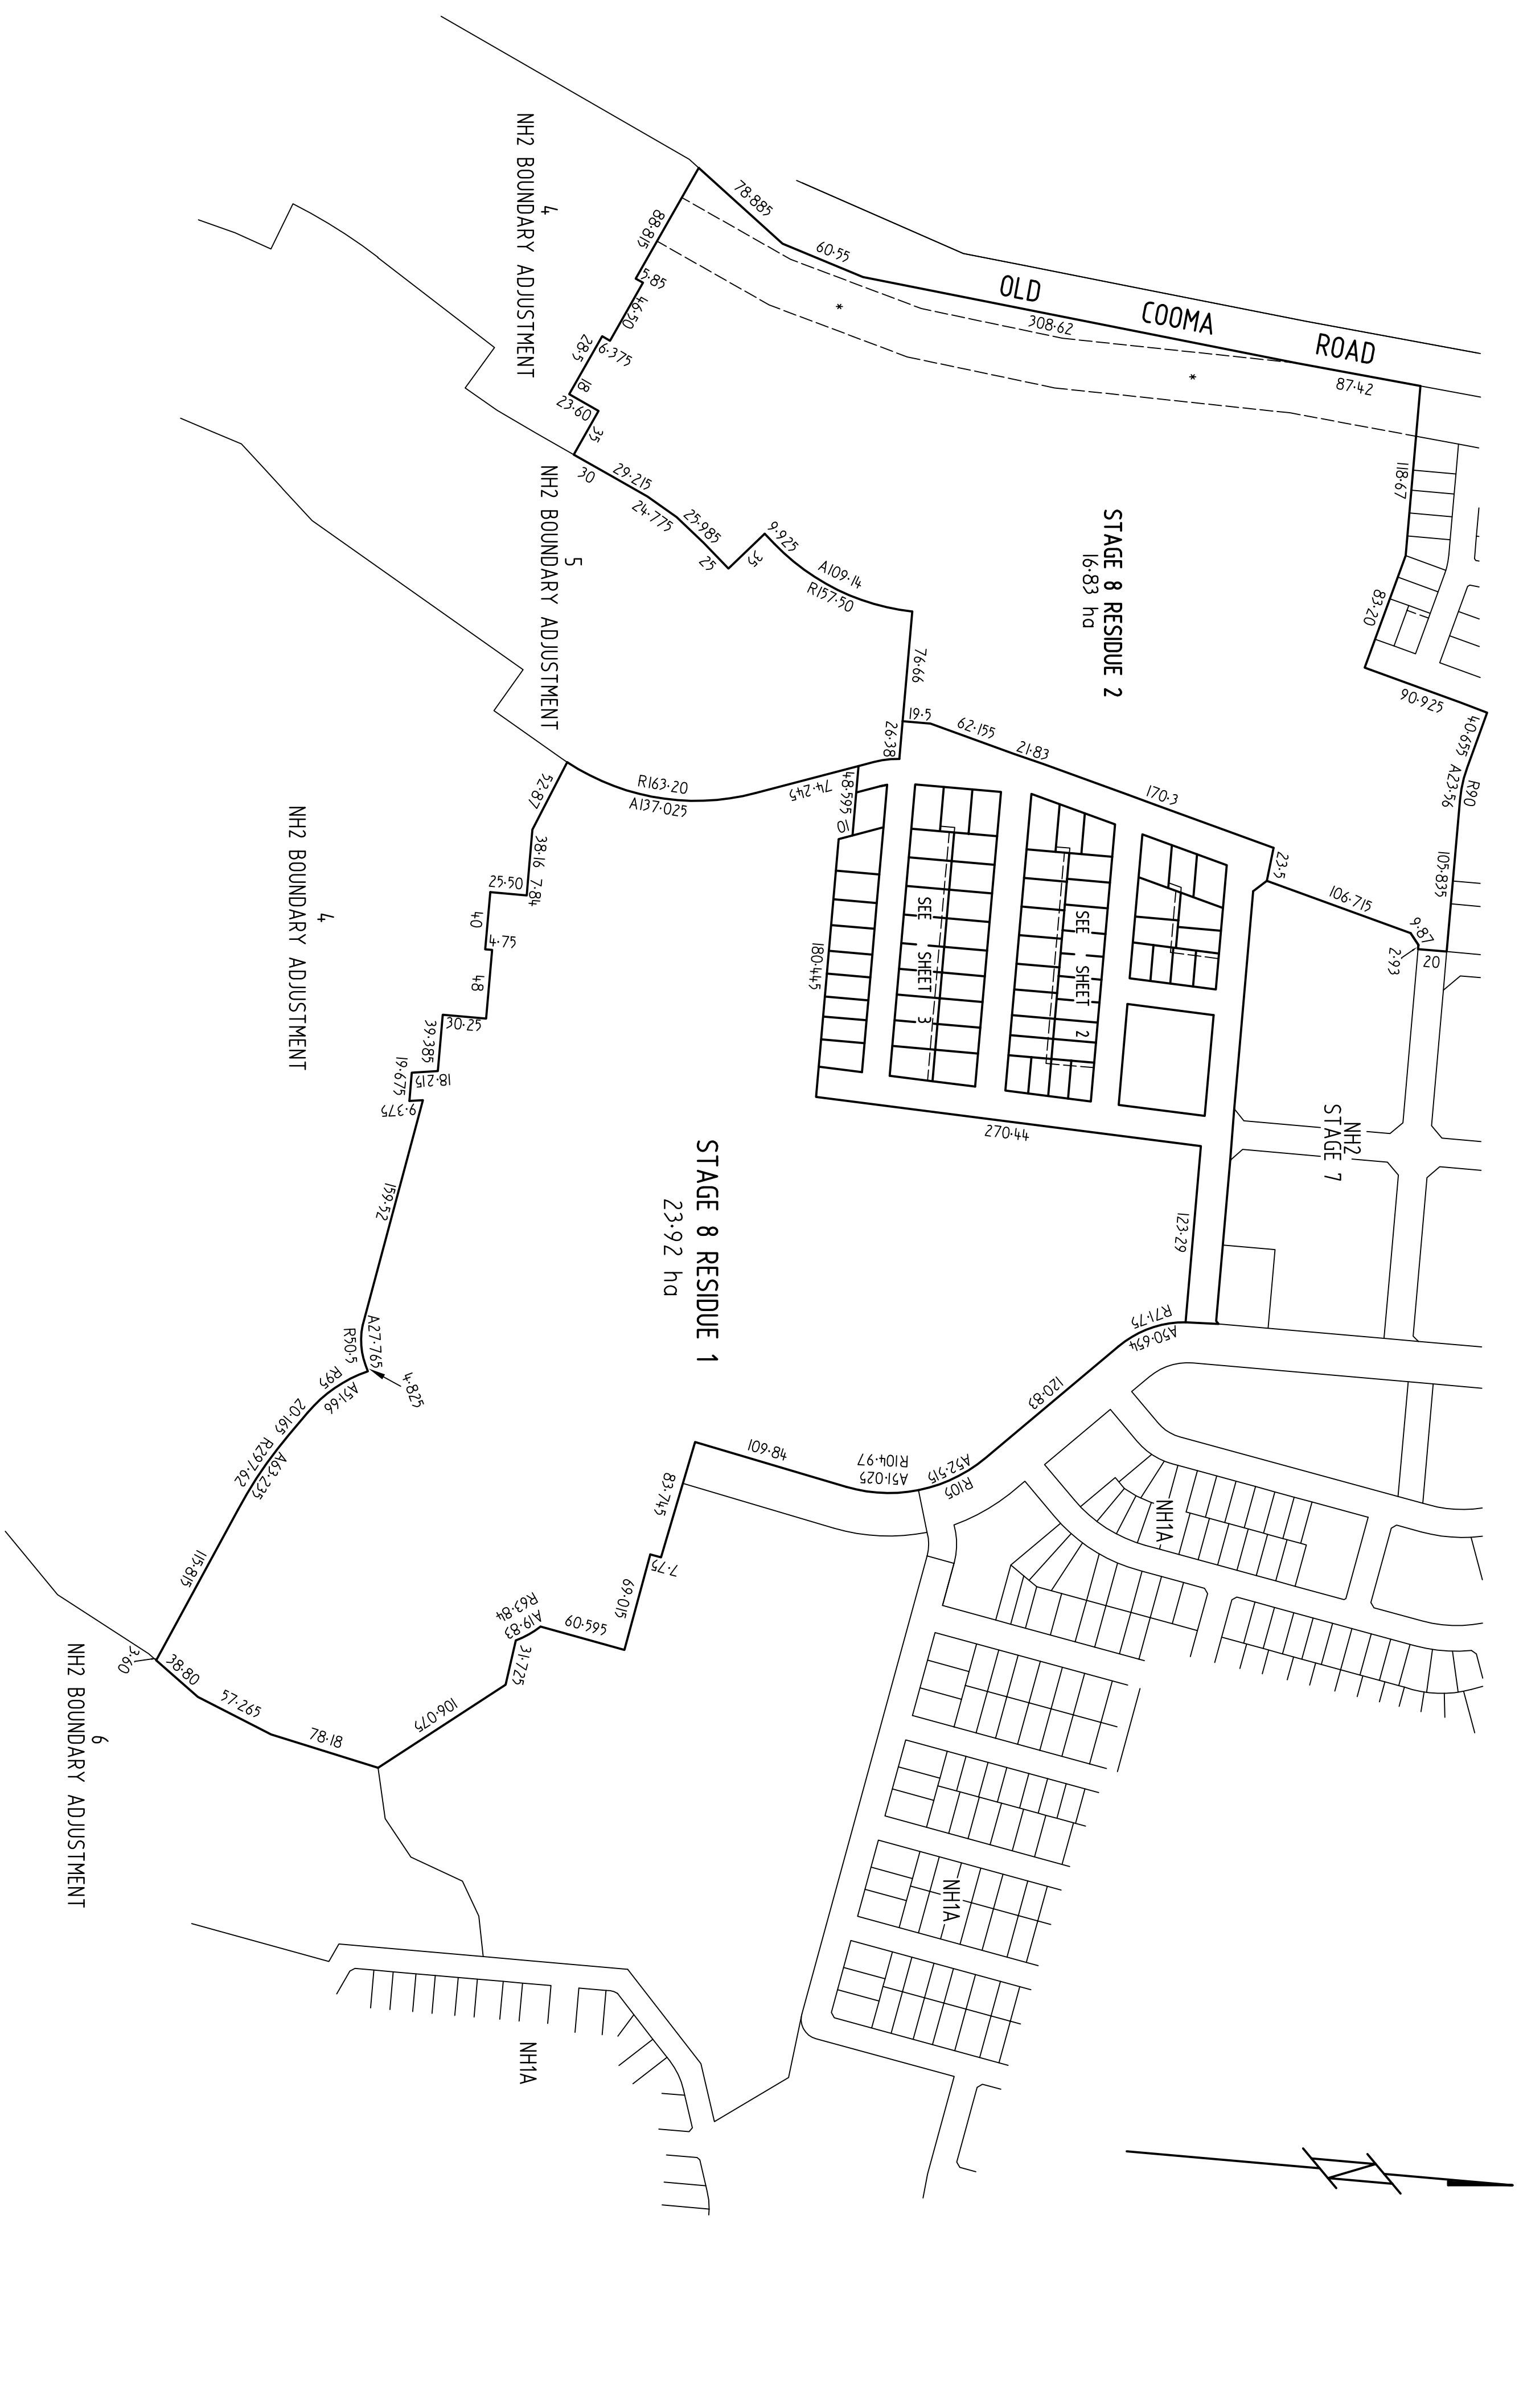 OLD COOMA ROAD
78·885
60·55
308·62
87·42
*
*
118·67
83·20
90·925
40·655
A23·56
R90
105·835
20
2·93
9·87
106·715
23·5
170·3
21·83
62·155
19·5
26·38
76·66
A109·14
R157·50
9·925
35
25
25·985
24·775
29·215
30
35
23·60
18
28·5
6·375
46·50
5·85
88·815
STAGE 8 RESIDUE 2
16·83 ha
4
NH2 BOUNDARY ADJUSTMENT
5
NH2 BOUNDARY ADJUSTMENT
4
NH2 BOUNDARY ADJUSTMENT
6
NH2 BOUNDARY ADJUSTMENT
SEE SHEET 2
SEE SHEET 3
NH2
STAGE 7
STAGE 8 RESIDUE 1
23·92 ha
48·595
10
74·245
R163·20
A137·025
180·445
270·44
123·29
R71·75
A50·654
120·83
A52·515
R105
A51·025
R104·97
109·84
83·745
7·75
69·015
60·595
A19·83
R63·84
31·725
106·075
78·18
57·265
38·80
3·60
115·815
A63·235
R297·62
20·165
A51·66
R95
4·825
A27·765
R50·5
159·52
9·375
19·675
18·215
39·385
30·25
48
4·75
40
25·50
7·84
38·16
52·87
NH1A
NH1A
NH1A